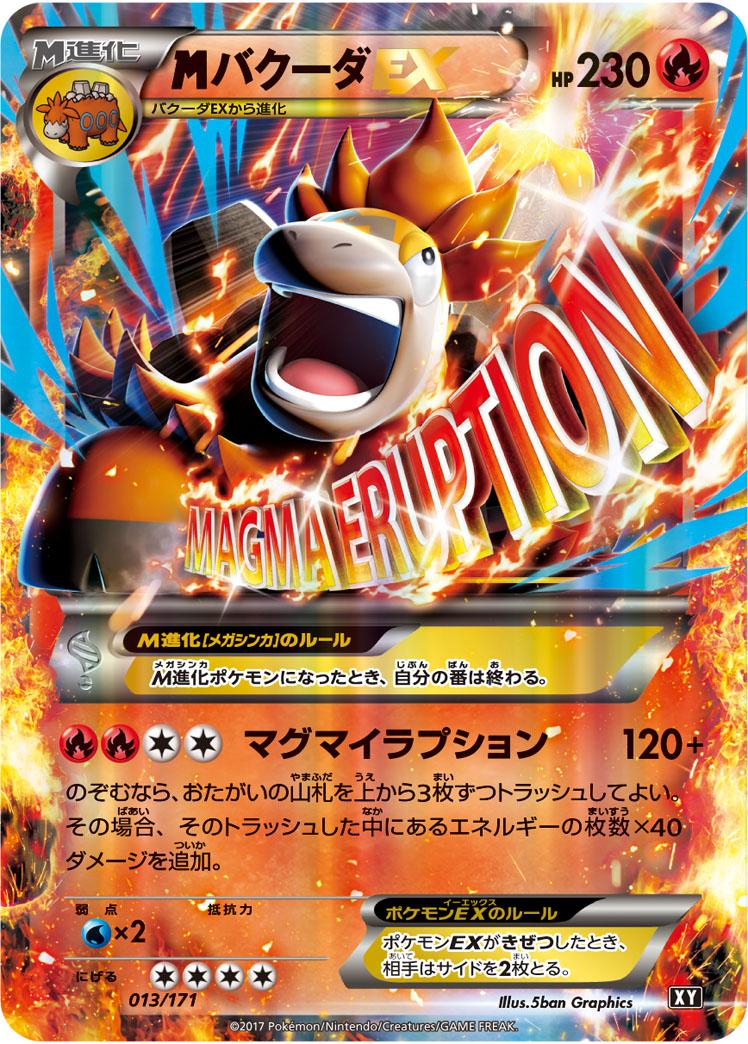 M進化
MバクーダEX
HP230
バクーダEXから進化
MAGMA ERUPTION
M進化[メガシンカ]のルール
M進化ポケモンになったとき、自分の番は終わる。
マグマイラプション 120+
のぞむなら、おたがいの山札を上から3枚ずつトラッシュしてよい。
その場合、そのトラッシュした中にあるエネルギーの枚数×40
ダメージを追加。
弱点 抵抗力
×2
にげる
ポケモンEXのルール
ポケモンEXがきぜつしたとき、
相手はサイドを2枚とる。
013/171
Illus.5ban Graphics
XY
©2017 Pokémon/Nintendo/Creatures/GAME FREAK.